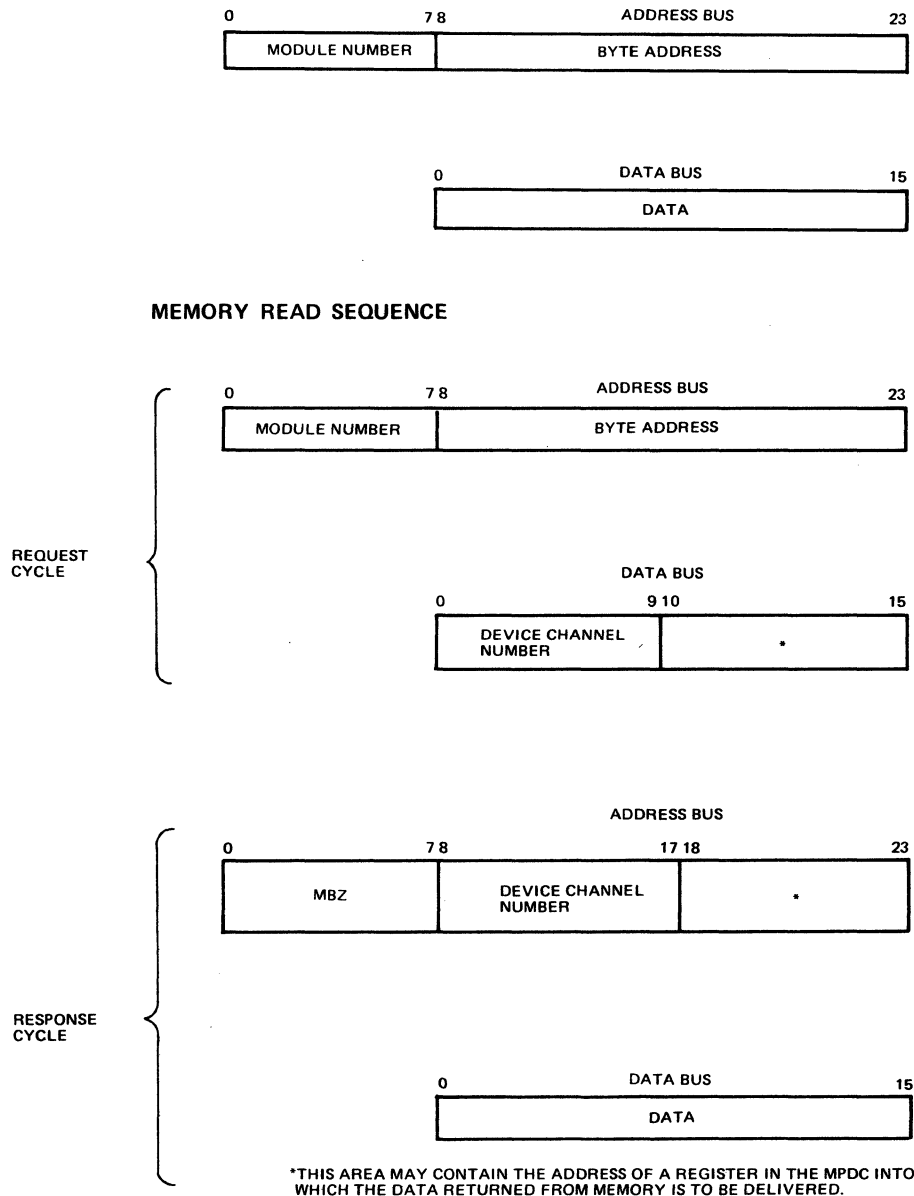 ADDRESS BUS
0 7 8 23
MODULE NUMBER BYTE ADDRESS
DATA BUS
0 15
DATA
MEMORY READ SEQUENCE
ADDRESS BUS
0 7 8 23
MODULE NUMBER BYTE ADDRESS
REQUEST
CYCLE
DATA BUS
0 9 10 15
DEVICE CHANNEL
NUMBER
*
ADDRESS BUS
0 7 8 17 18 23
MBZ
DEVICE CHANNEL
NUMBER
*
RESPONSE
CYCLE
DATA BUS
0 15
DATA
*THIS AREA MAY CONTAIN THE ADDRESS OF A REGISTER IN THE MPDC INTO
WHICH THE DATA RETURNED FROM MEMORY IS TO BE DELIVERED.